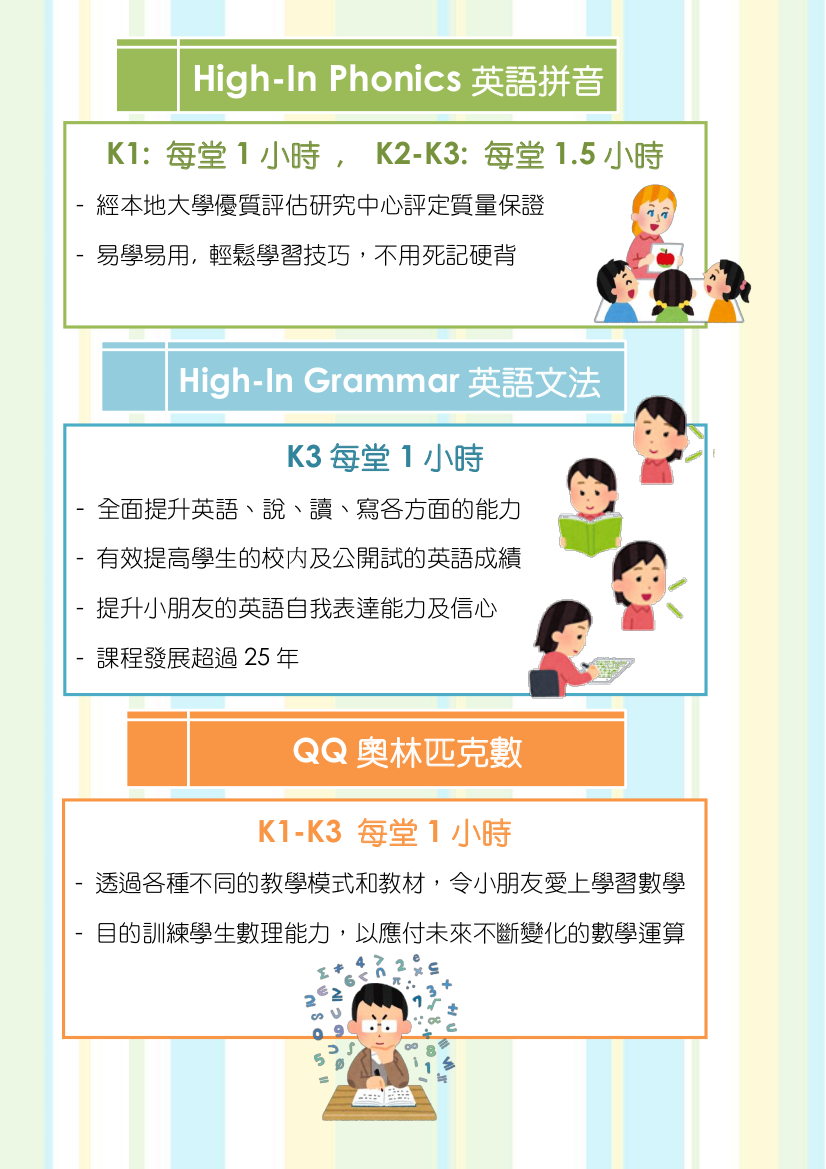 High-In Phonics 英語拼音
K1: 每堂 1 小時 , K2-K3: 每堂 1.5 小時
- 經本地大學優質評估研究中心評定質量保證
- 易學易用, 輕鬆學習技巧，不用死記硬背
High-In Grammar 英語文法
K3 每堂 1 小時
- 全面提升英語、說、讀、寫各方面的能力
- 有效提高學生的校內及公開試的英語成績
- 提升小朋友的英語自我表達能力及信心
- 課程發展超過 25 年
QQ 奧林匹克數
K1-K3 每堂 1 小時
- 透過各種不同的教學模式和教材，令小朋友愛上學習數學
- 目的訓練學生數理能力，以應付未來不斷變化的數學運算